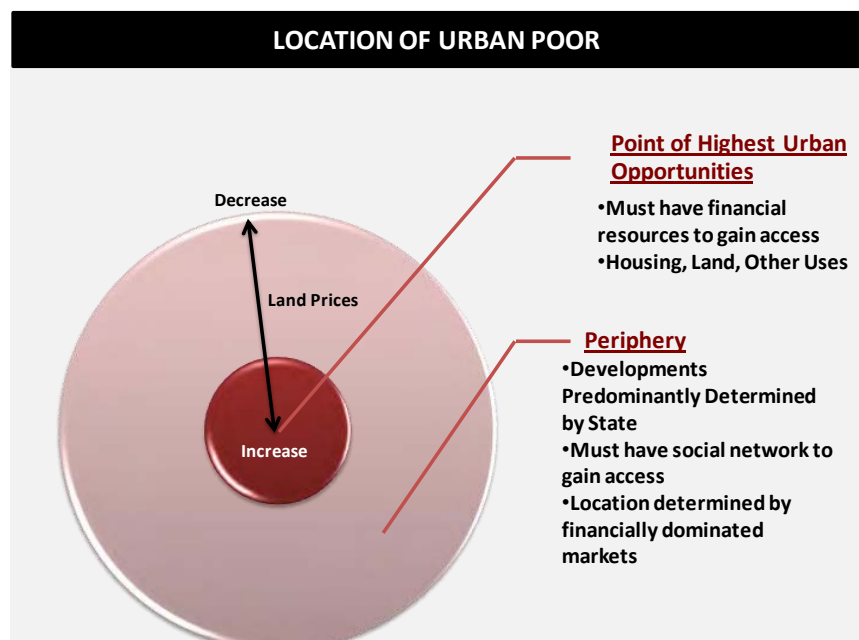 LOCATION OF URBAN POOR
Point of Highest Urban
Opportunities
•Must have financial
resources to gain access
•Housing, Land, Other Uses
Decrease
Land Prices
Increase
Periphery
•Developments
Predominantly Determined
by State
•Must have social network to
gain access
•Location determined by
financially dominated
markets